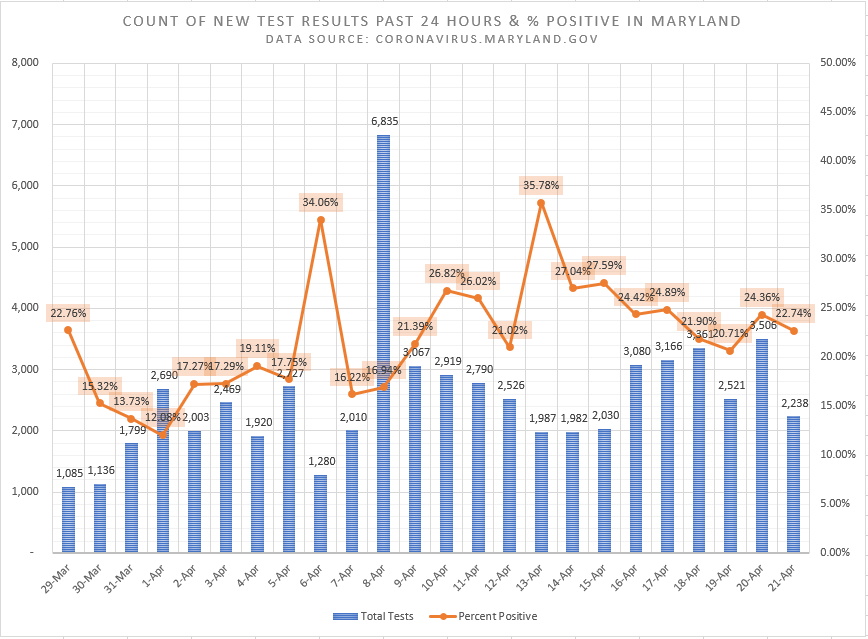 COUNT OF NEW TEST RESULTS PAST 24 HOURS & % POSITIVE IN MARYLAND
DATA SOURCE: CORONAVIRUS.MARYLAND.GOV
8,000
7,000
6,000
5,000
4,000
3,000
2,000
1,000
-
50.00%
45.00%
40.00%
35.00%
30.00%
25.00%
20.00%
15.00%
10.00%
5.00%
0.00%
22.76%
15.32%
13.73%
12.08%
17.27%
17.29%
19.11%
17.75%
34.06%
16.22%
16.94%
21.39%
26.82%
26.02%
21.02%
35.78%
27.04%
27.59%
24.42%
24.89%
21.90%
20.71%
24.36%
22.74%
1,085
1,136
1,799
2,690
2,003
2,469
1,920
2,727
1,280
2,010
6,835
3,067
2,919
2,790
2,526
1,987
1,982
2,030
3,080
3,166
3,361
2,521
3,506
2,238
29-Mar
30-Mar
31-Mar
1-Apr
2-Apr
3-Apr
4-Apr
5-Apr
6-Apr
7-Apr
8-Apr
9-Apr
10-Apr
11-Apr
12-Apr
13-Apr
14-Apr
15-Apr
16-Apr
17-Apr
18-Apr
19-Apr
20-Apr
21-Apr
Total Tests
Percent Positive